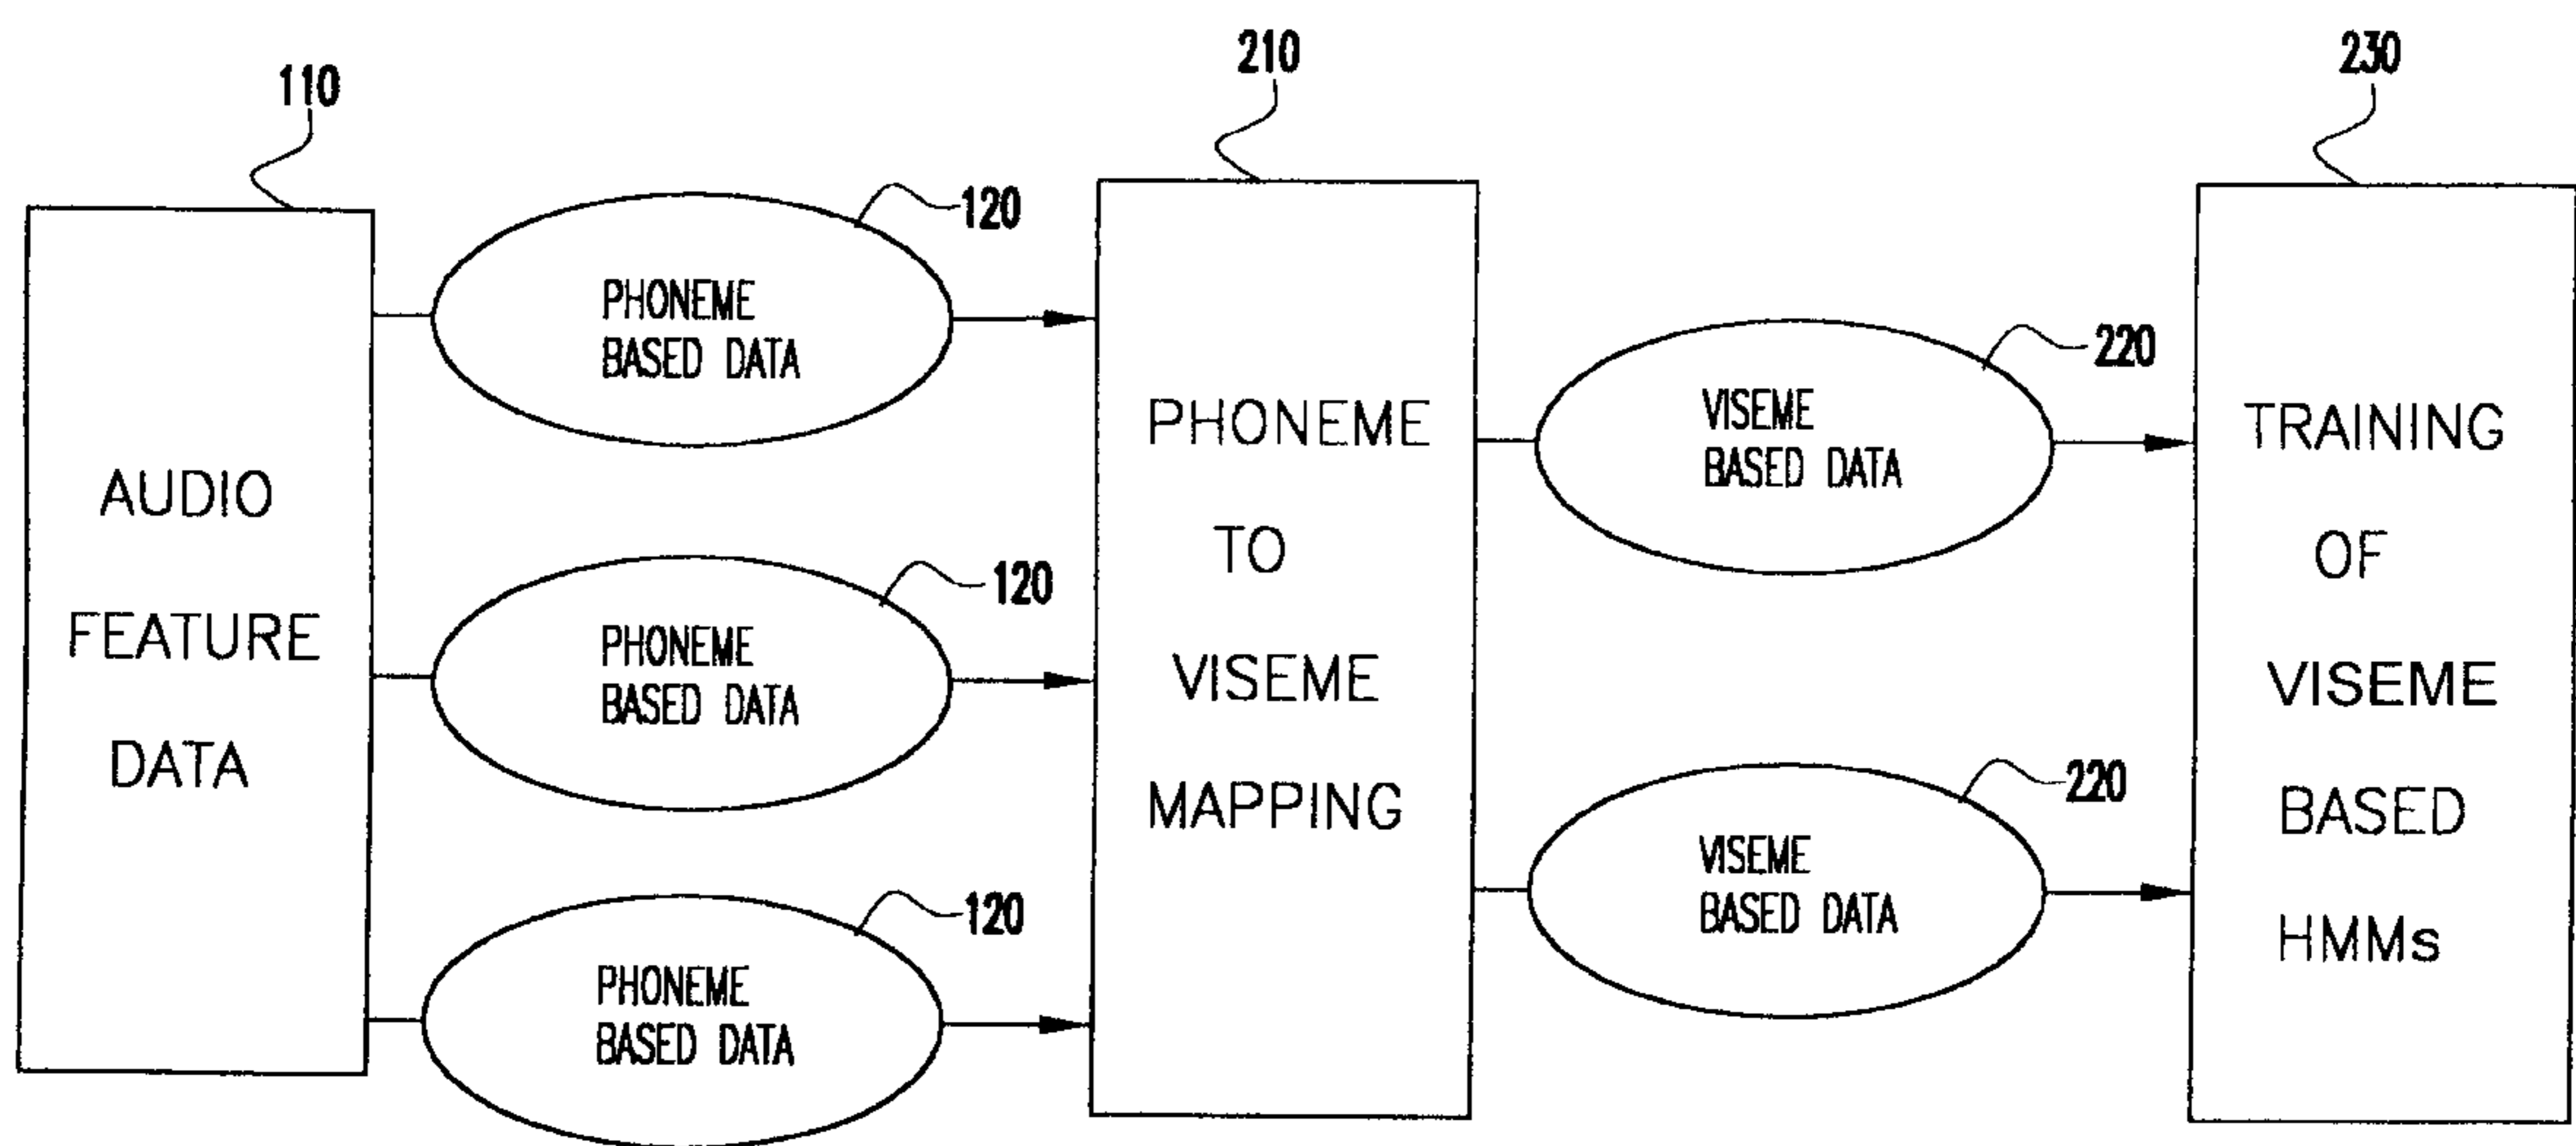 110
AUDIO
FEATURE
DATA
120
PHONEME
BASED DATA
120
PHONEME
BASED DATA
120
PHONEME
BASED DATA
210
PHONEME
TO
VISEME
MAPPING
220
VISEME
BASED DATA
220
VISEME
BASED DATA
230
TRAINING
OF
VISEME
BASED
HMMs